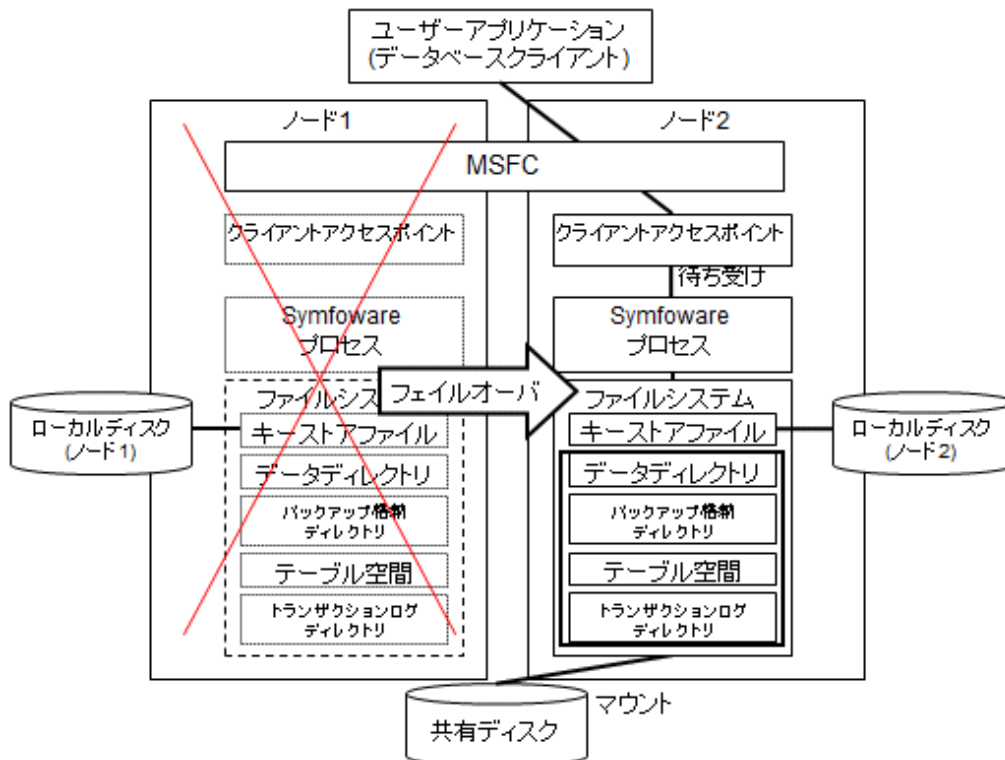 ユーザーアプリケーション
(データベースクライアント)
ノード1
ノード2
MSFC
クライアントアクセスポイント
クライアントアクセスポイント
待ち受け
Symfoware
プロセス
Symfoware
プロセス
フェイルオーバ
ファイルシス
ファイルシステム
キーストアファイル
キーストアファイル
ローカルディスク
(ノード1)
ローカルディスク
(ノード2)
データディレクトリ
データディレクトリ
バックアップ格納
ディレクトリ
バックアップ格納
ディレクトリ
テーブル空間
テーブル空間
トランザクションログ
ディレクトリ
トランザクションログ
ディレクトリ
マウント
共有ディスク